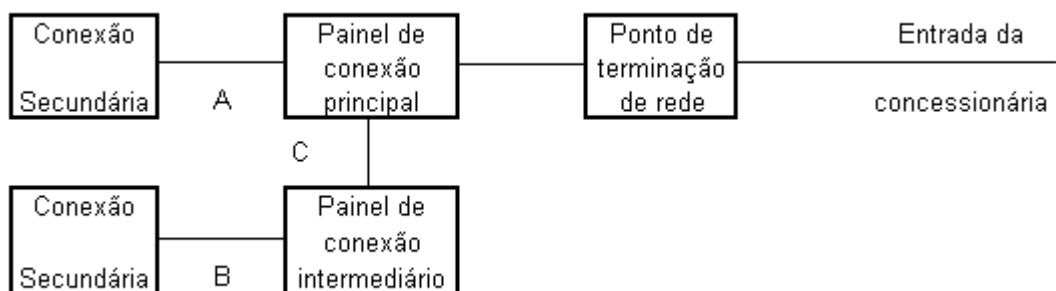 Conexão
Secundária
A
Painel de
conexão
principal
Ponto de
terminação
de rede
Entrada da
concessionária
C
Conexão
Secundária
B
Painel de
conexão
intermediário